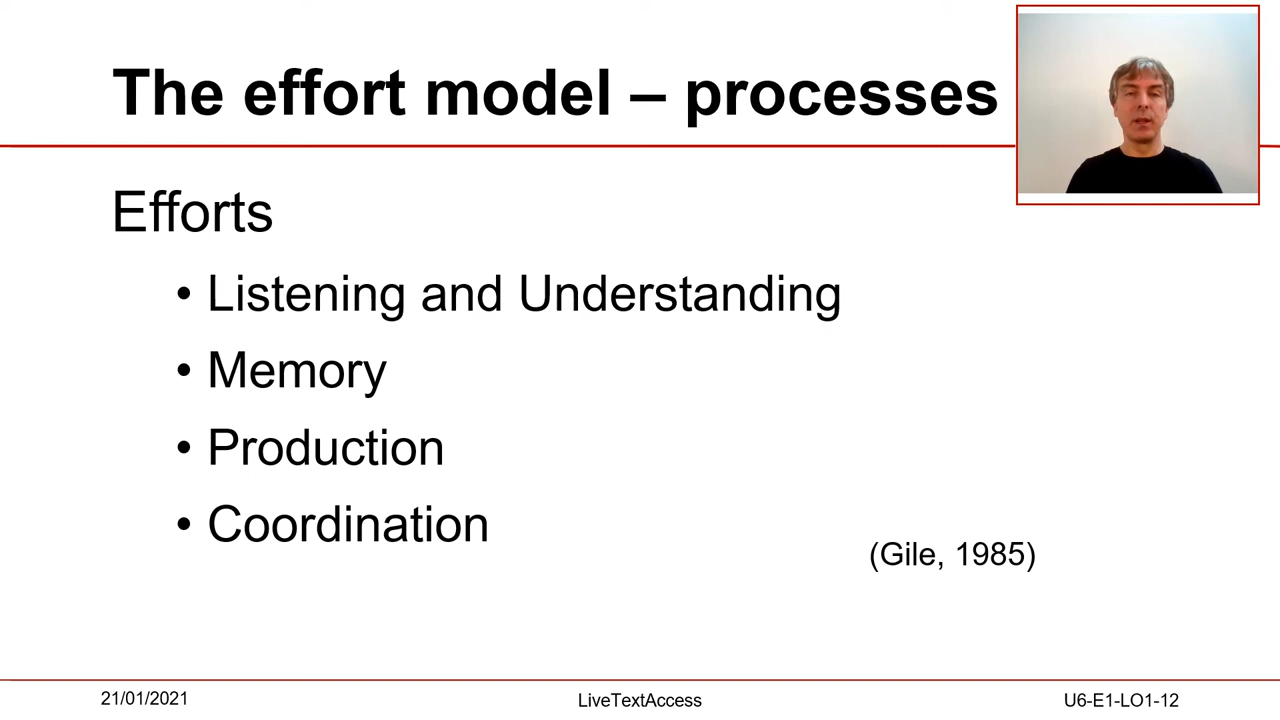 The effort model – processes
Efforts
• Listening and Understanding
• Memory
• Production
• Coordination
(Gile, 1985)
21/01/2021
LiveTextAccess
U6-E1-LO1-12